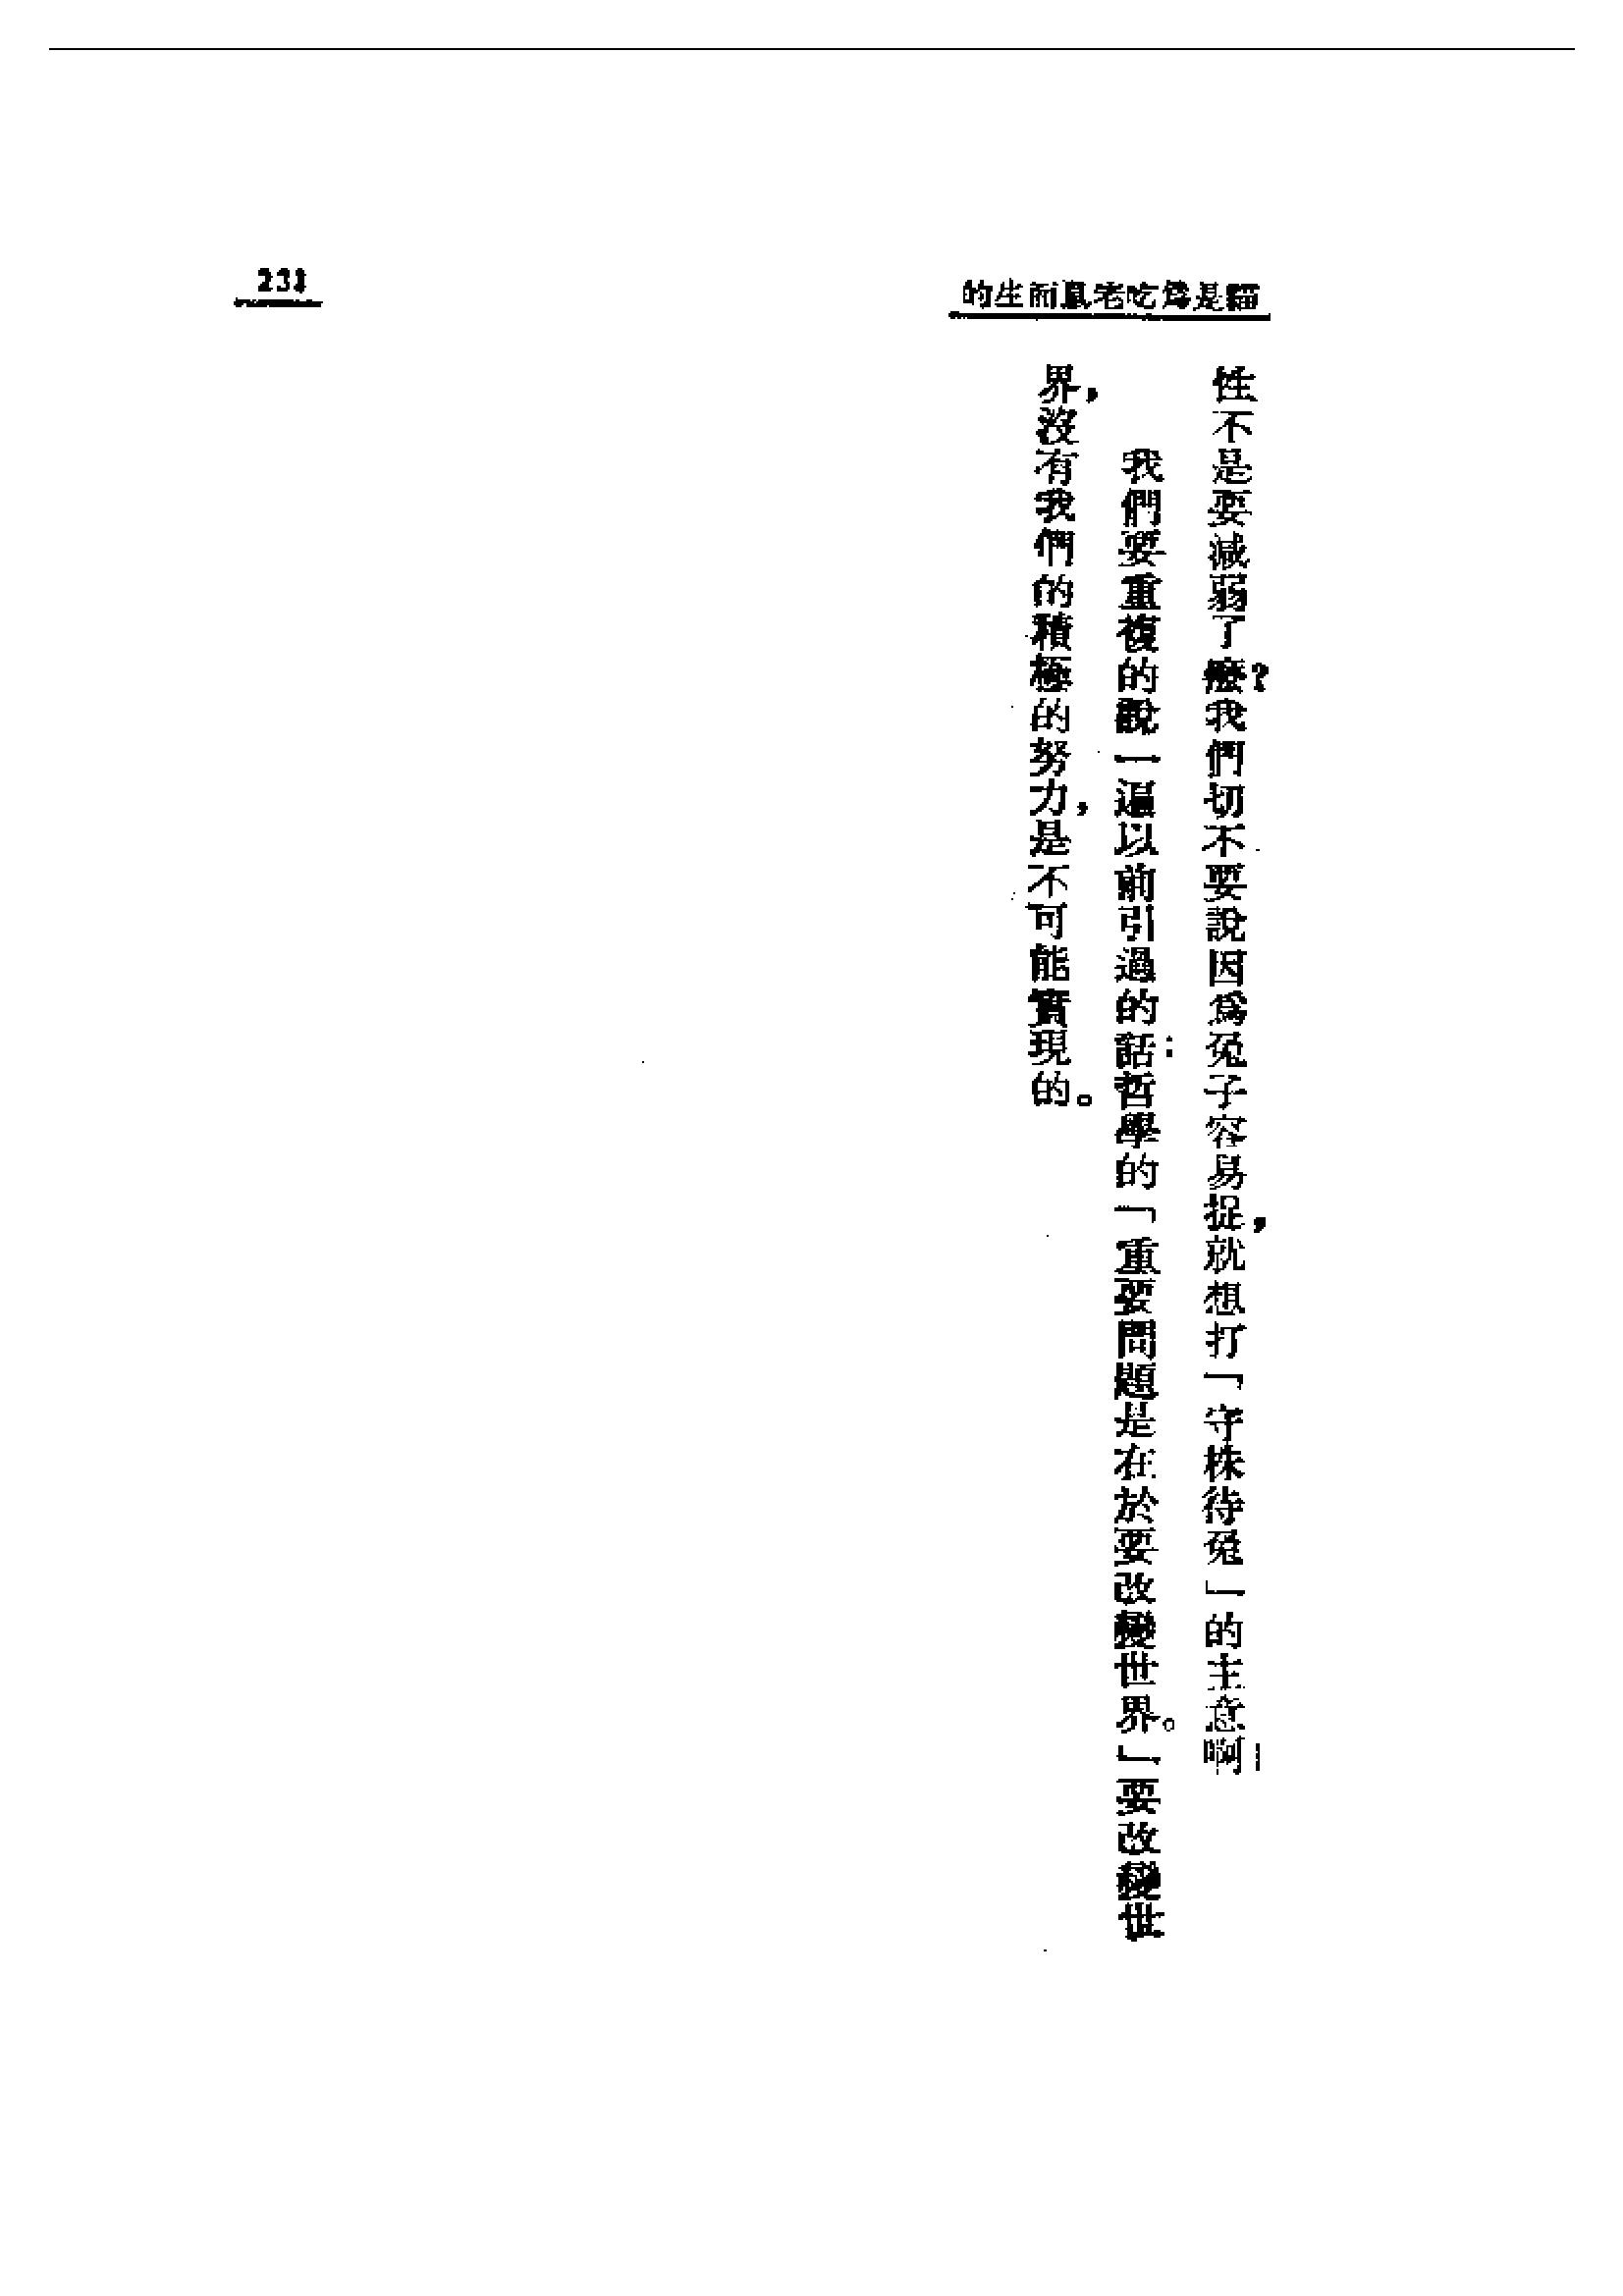 貓是爲吃老鼠而生的
231
性不是要減弱了麼?我們切不要說因爲兔子容易捉,就想打「守株待兔」的主意啊!
我們要重複的說一遍以前引過的話:哲學的「重要問題是在於要改變世界。」要改變世
界,沒有我們的積極的努力,是不可能實現的。